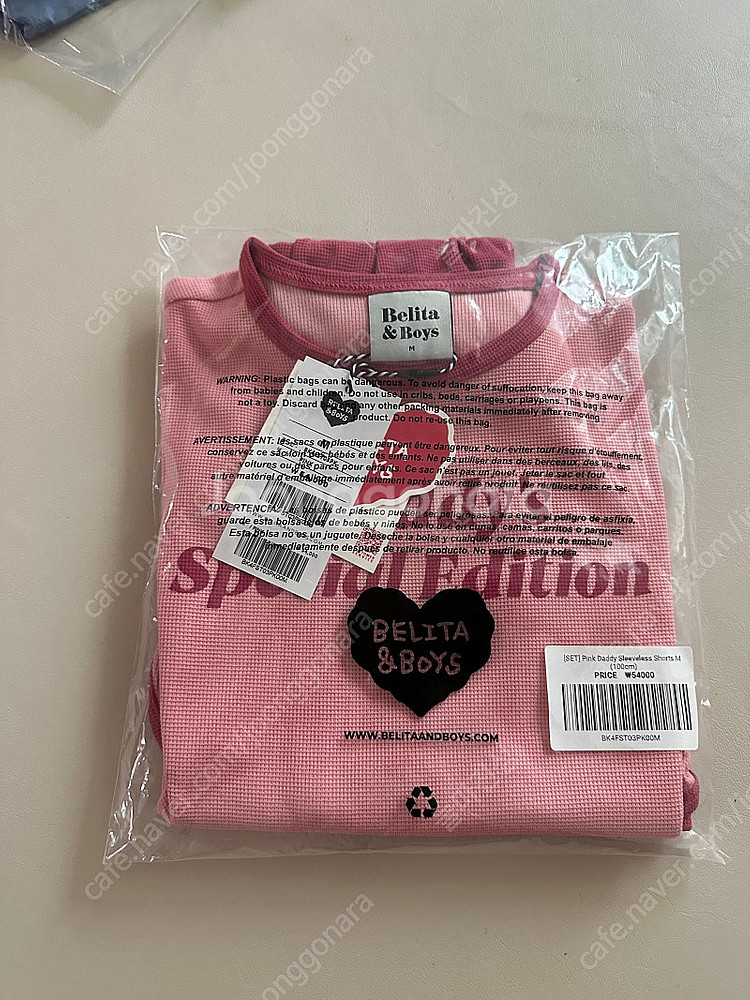 Belita
& Boys
M
WARNING: Plastic bags can be dangerous. To avoid danger of suffocation, keep this bag away
from babies and children. Do not use in cribs, beds, carriages or playpens. This bag is
not a toy. Discard any other packing materials immediately after removing
product. Do not re-use this bag.
BELITA
&BOYS
AVERTISSEMENT: les sacs en plastique peuvent être dangereux. Pour eviter tout risque d'étouffement,
conservez ce sac loin des bébés et des enfants. Ne pas utiliser dans des berceaux, des lits, des
voitures ou des parcs pour enfants. Ce sac n'est pas un jouet. Jeter le sac et tout
autre matériel d'emballage immédiatement après avoir retiré produit. Ne réutilisez pas ce sac.
ADVERTENCIA: Las bolsas de plástico pueden ser peligrosas. Para evitar el peligro de asfixia,
guarde esta bolsa lejos de bebés y niños. No lo use en cunas, camas, carritos o parques.
Esta bolsa no es un juguete. Deseche la bolsa y cualquier otro material de embalaje
inmediatamente después de retirar producto. No reutilice esta bolsa.
joonggonara
Special Edition
BK4FST03PK00M
BELITA
&BOYS
[SET] Pink Daddy Sleeveless Shorts M
(100cm)
PRICE ₩54000
BK4FST03PK00M
WWW.BELITAANDBOYS.COM
cafe.naver.com/joonggonara